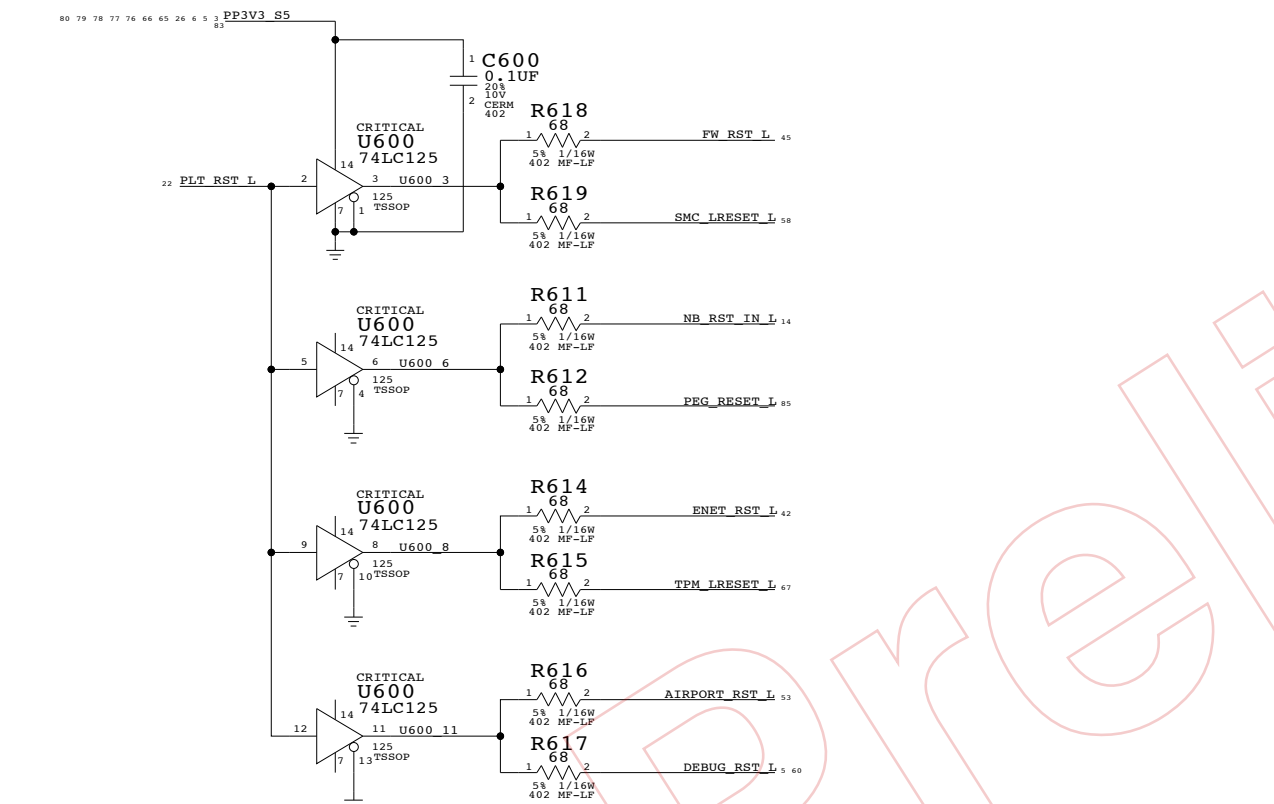 80 79 78 77 76 66 65 26 6 5 3 PP3V3_S5
83
1 C600
0.1UF
20%
10V
2 CERM
402
CRITICAL
U600
74LC125
14
22 PLT_RST_L
2
3 U600_3
125
TSSOP
7 1
R618
68
1 2 FW_RST_L 45
5% 1/16W
402 MF-LF
R619
68
1 2 SMC_LRESET_L 58
5% 1/16W
402 MF-LF
CRITICAL
U600
74LC125
14
5 6 U600_6
125
TSSOP
7 4
R611
68
1 2 NB_RST_IN_L 14
5% 1/16W
402 MF-LF
R612
68
1 2 PEG_RESET_L 85
5% 1/16W
402 MF-LF
CRITICAL
U600
74LC125
14
9 8 U600_8
125
TSSOP
7 10
R614
68
1 2 ENET_RST_L 42
5% 1/16W
402 MF-LF
R615
68
1 2 TPM_LRESET_L 67
5% 1/16W
402 MF-LF
CRITICAL
U600
74LC125
14
12 11 U600_11
125
TSSOP
7 13
R616
68
1 2 AIRPORT_RST_L 53
5% 1/16W
402 MF-LF
R617
68
1 2 DEBUG_RST_L 5 60
5% 1/16W
402 MF-LF
Preli